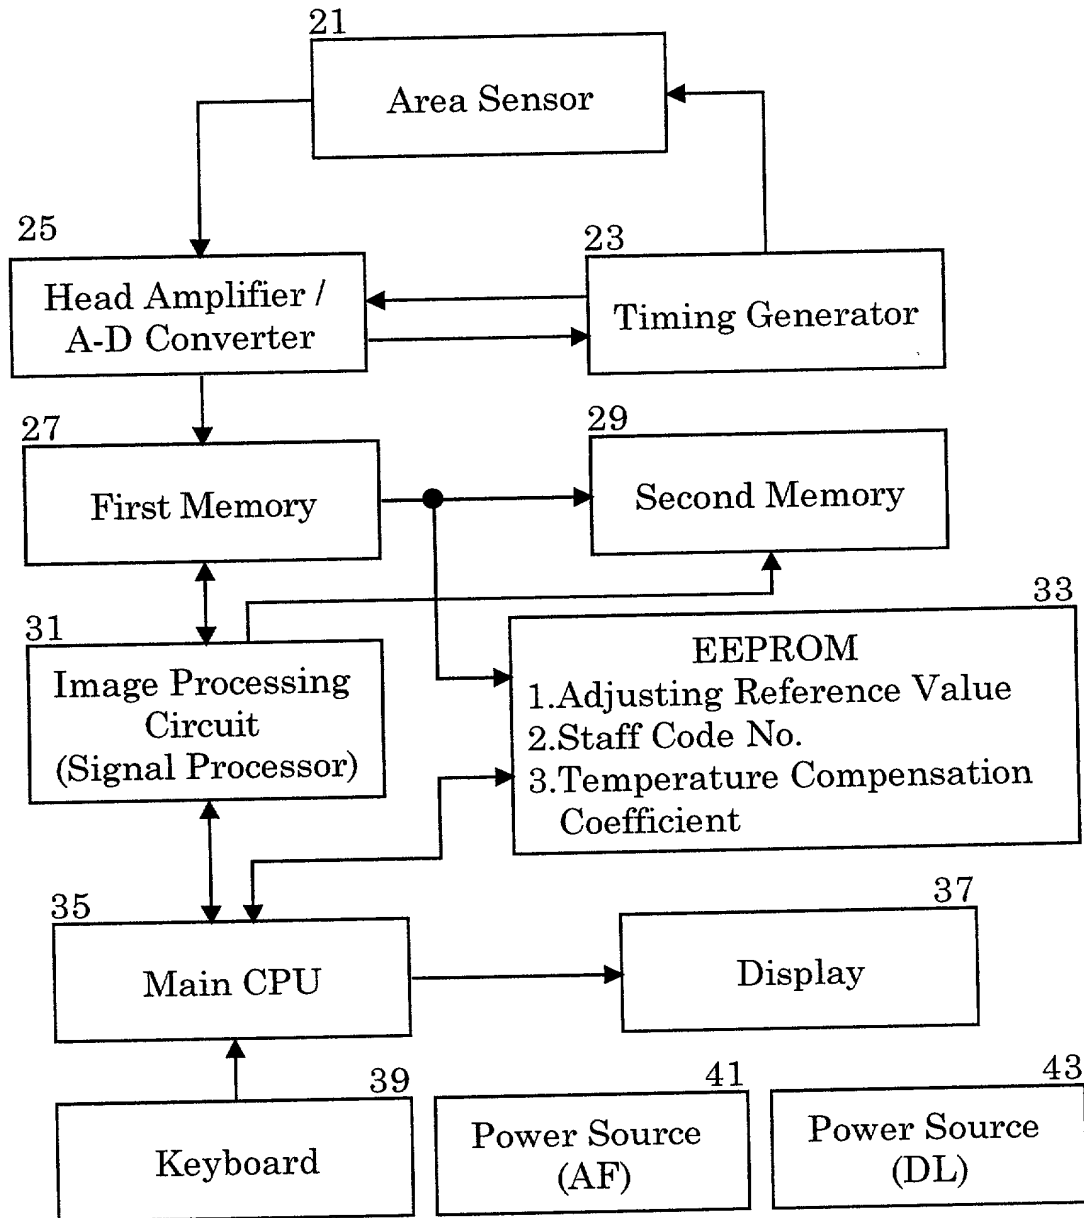 21
Area Sensor
25
Head Amplifier /
A-D Converter
23
Timing Generator
27
First Memory
29
Second Memory
31
Image Processing
Circuit
(Signal Processor)
33
EEPROM
1.Adjusting Reference Value
2.Staff Code No.
3.Temperature Compensation
Coefficient
35
Main CPU
37
Display
39
Keyboard
41
Power Source
(AF)
43
Power Source
(DL)